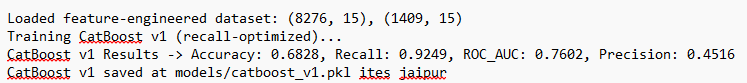 Loaded feature-engineered dataset: (8276, 15), (1409, 15)
Training CatBoost v1 (recall-optimized)...
CatBoost v1 Results -> Accuracy: 0.6828, Recall: 0.9249, ROC_AUC: 0.7602, Precision: 0.4516
CatBoost v1 saved at models/catboost_v1.pkl ites jaipur